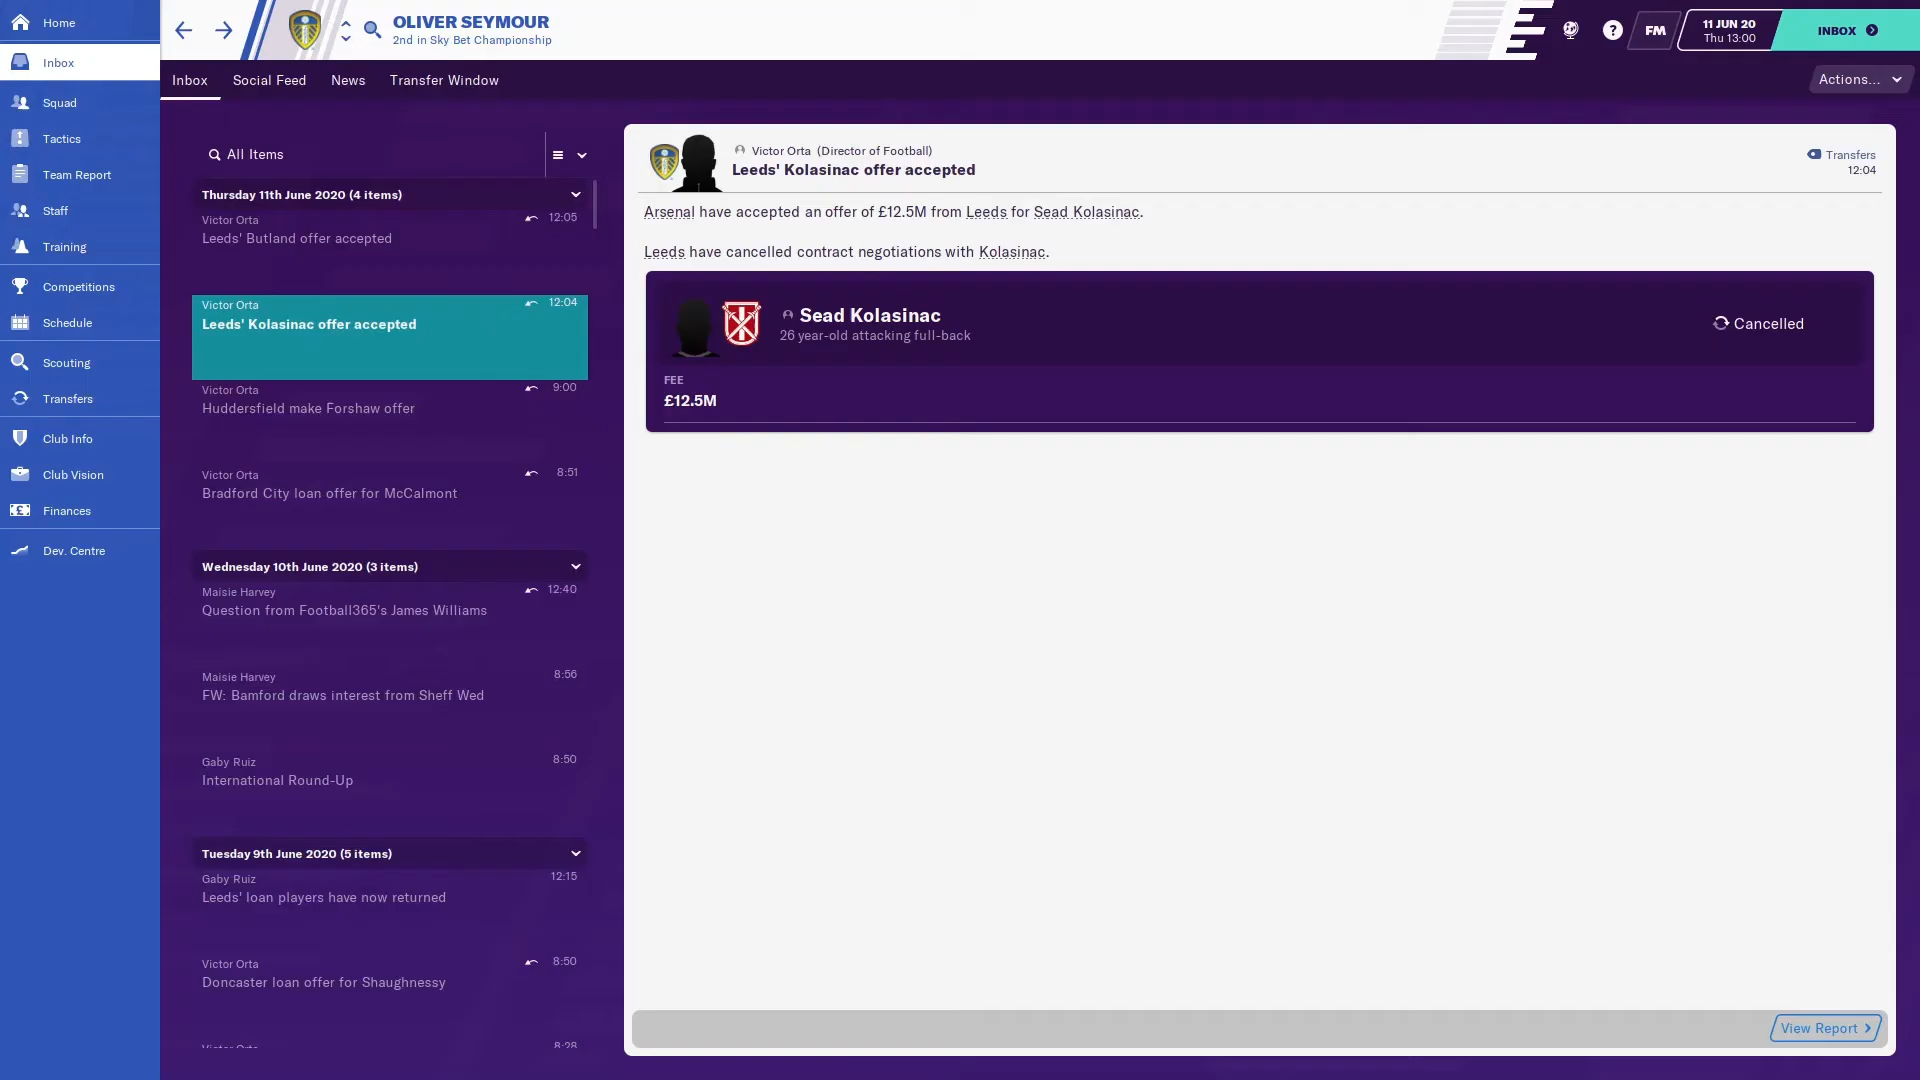 Home
Inbox
Squad
Tactics
Team Report
Staff
Training
Competitions
Schedule
Scouting
Transfers
Club Info
Club Vision
Finances
Dev. Centre
OLIVER SEYMOUR
2nd in Sky Bet Championship
?
FM
11 JUN 20
Thu 13:00
INBOX
Inbox
Social Feed
News
Transfer Window
Actions...
All Items
Thursday 11th June 2020 (4 items)
Victor Orta 12:05
Leeds' Butland offer accepted
Victor Orta 12:04
Leeds' Kolasinac offer accepted
Victor Orta 9:00
Huddersfield make Forshaw offer
Victor Orta 8:51
Bradford City loan offer for McCalmont
Wednesday 10th June 2020 (3 items)
Maisie Harvey 12:40
Question from Football365's James Williams
Maisie Harvey 8:56
FW: Bamford draws interest from Sheff Wed
Gaby Ruiz 8:50
International Round-Up
Tuesday 9th June 2020 (5 items)
Gaby Ruiz 12:15
Leeds' loan players have now returned
Victor Orta 8:50
Doncaster loan offer for Shaughnessy
Victor Orta 8:28
Victor Orta (Director of Football)
Leeds' Kolasinac offer accepted
Transfers
12:04
Arsenal have accepted an offer of £12.5M from Leeds for Sead Kolasinac.
Leeds have cancelled contract negotiations with Kolasinac.
Sead Kolasinac
26 year-old attacking full-back
Cancelled
FEE
£12.5M
View Report